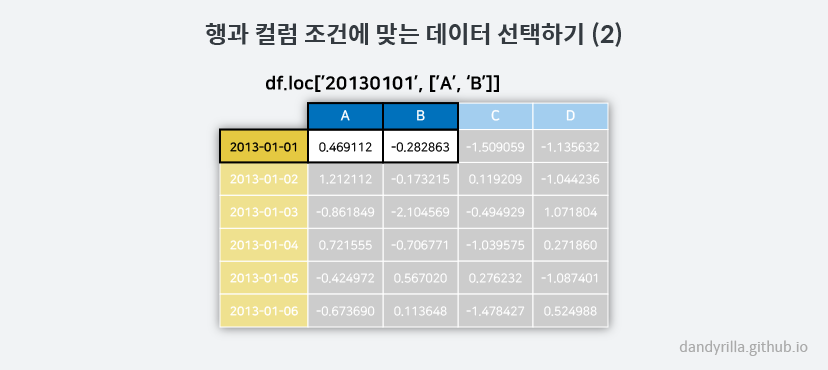 행과 컬럼 조건에 맞는 데이터 선택하기 (2)
df.loc['20130101', ['A', 'B']]
A B C D
2013-01-01 0.469112 -0.282863 -1.509059 -1.135632
2013-01-02 1.212112 -0.173215 0.119209 -1.044236
2013-01-03 -0.861849 -2.104569 -0.494929 1.071804
2013-01-04 0.721555 -0.706771 -1.039575 0.271860
2013-01-05 -0.424972 0.567020 0.276232 -1.087401
2013-01-06 -0.673690 0.113648 -1.478427 0.524988
dandyrilla.github.io